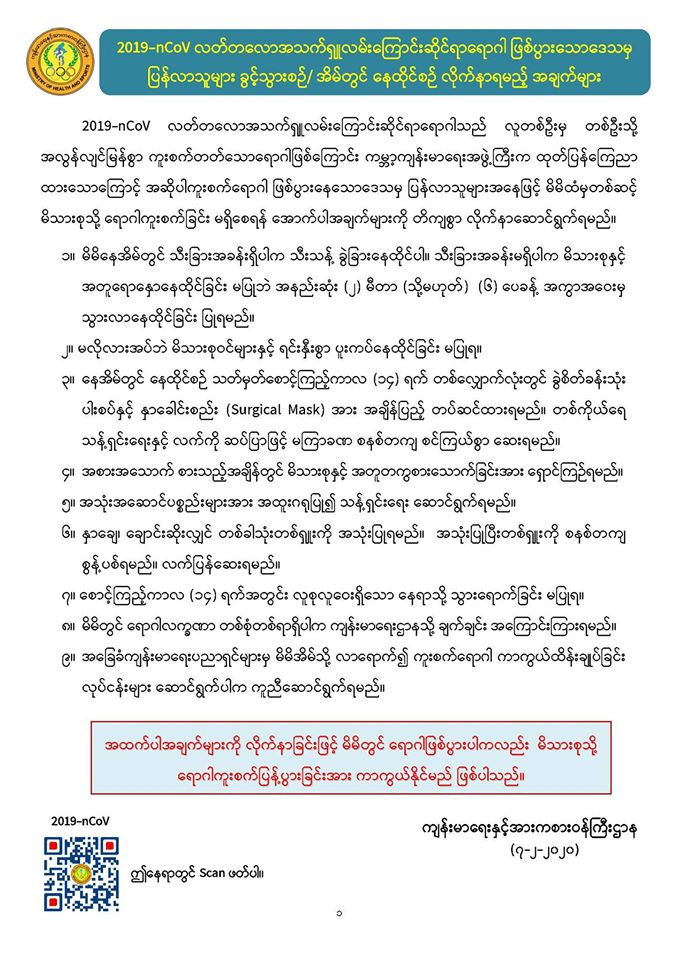 2019-nCoV လတ်တလောအသက်ရှူလမ်းကြောင်းဆိုင်ရာရောဂါ ဖြစ်ပွားသောဒေသမှ
ပြန်လာသူများ ခွင့်သွားစဉ်/ အိမ်တွင် နေထိုင်စဉ် လိုက်နာရမည့် အချက်များ
MINISTRY OF HEALTH AND SPORTS
2019-nCoV လတ်တလောအသက်ရှူလမ်းကြောင်းဆိုင်ရာရောဂါသည် လူတစ်ဦးမှ တစ်ဦးသို့
အလွန်လျင်မြန်စွာ ကူးစက်တတ်သောရောဂါဖြစ်ကြောင်း ကမ္ဘာ့ကျန်းမာရေးအဖွဲ့ကြီးက ထုတ်ပြန်ကြေညာ
ထားသောကြောင့် အဆိုပါကူးစက်ရောဂါ ဖြစ်ပွားနေသောဒေသမှ ပြန်လာသူများအနေဖြင့် မိမိထံမှတစ်ဆင့်
မိသားစုသို့ ရောဂါကူးစက်ခြင်း မရှိစေရန် အောက်ပါအချက်များကို တိကျစွာ လိုက်နာဆောင်ရွက်ရမည်။
၁။ မိမိနေအိမ်တွင် သီးခြားအခန်းရှိပါက သီးသန့် ခွဲခြားနေထိုင်ပါ။ သီးခြားအခန်းမရှိပါက မိသားစုနှင့်
အတူရောနှောနေထိုင်ခြင်း မပြုဘဲ အနည်းဆုံး (၂) မီတာ (သို့မဟုတ်) (၆) ပေခန့် အကွာအဝေးမှ
သွားလာနေထိုင်ခြင်း ပြုရမည်။
၂။ မလိုလားအပ်ဘဲ မိသားစုဝင်များနှင့် ရင်းနှီးစွာ ပူးကပ်နေထိုင်ခြင်း မပြုရ။
၃။ နေအိမ်တွင် နေထိုင်စဉ် သတ်မှတ်စောင့်ကြည့်ကာလ (၁၄) ရက် တစ်လျှောက်လုံးတွင် ခွဲစိတ်ခန်းသုံး
ပါးစပ်နှင့် နှာခေါင်းစည်း (Surgical Mask) အား အချိန်ပြည့် တပ်ဆင်ထားရမည်။ တစ်ကိုယ်ရေ
သန့်ရှင်းရေးနှင့် လက်ကို ဆပ်ပြာဖြင့် မကြာခဏ စနစ်တကျ စင်ကြယ်စွာ ဆေးရမည်။
၄။ အစားအသောက် စားသည့်အချိန်တွင် မိသားစုနှင့် အတူတကွစားသောက်ခြင်းအား ရှောင်ကြဉ်ရမည်။
၅။ အသုံးအဆောင်ပစ္စည်းများအား အထူးဂရုပြု၍ သန့်ရှင်းရေး ဆောင်ရွက်ရမည်။
၆။ နှာချေ၊ ချောင်းဆိုးလျှင် တစ်ခါသုံးတစ်ရှူးကို အသုံးပြုရမည်။ အသုံးပြုပြီးတစ်ရှူးကို စနစ်တကျ
စွန့်ပစ်ရမည်။ လက်ပြန်ဆေးရမည်။
၇။ စောင့်ကြည့်ကာလ (၁၄) ရက်အတွင်း လူစုလူဝေးရှိသော နေရာသို့ သွားရောက်ခြင်း မပြုရ။
၈။ မိမိတွင် ရောဂါလက္ခဏာ တစ်စုံတစ်ရာရှိပါက ကျန်းမာရေးဌာနသို့ ချက်ချင်း အကြောင်းကြားရမည်။
၉။ အခြေခံကျန်းမာရေးပညာရှင်များမှ မိမိအိမ်သို့ လာရောက်၍ ကူးစက်ရောဂါ ကာကွယ်ထိန်းချုပ်ခြင်း
လုပ်ငန်းများ ဆောင်ရွက်ပါက ကူညီဆောင်ရွက်ရမည်။
အထက်ပါအချက်များကို လိုက်နာခြင်းဖြင့် မိမိတွင် ရောဂါဖြစ်ပွားပါကလည်း မိသားစုသို့
ရောဂါကူးစက်ပြန့်ပွားခြင်းအား ကာကွယ်နိုင်မည် ဖြစ်ပါသည်။
2019-nCoV
ဤနေရာတွင် Scan ဖတ်ပါ။
ကျန်းမာရေးနှင့်အားကစားဝန်ကြီးဌာန
(၇-၂-၂၀၂၀)
၁